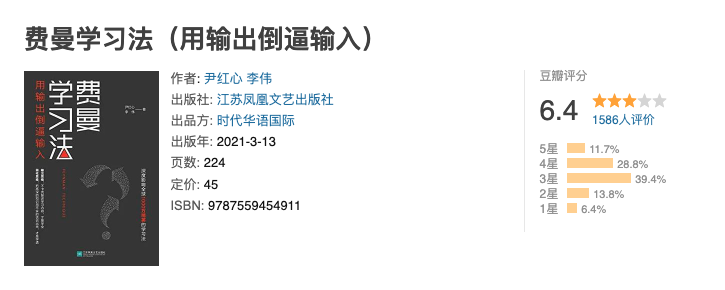 费曼学习法（用输出倒逼输入）
费曼
学习法
用输出倒逼输入
作者: 尹红心 李伟
出版社: 江苏凤凰文艺出版社
出品方: 时代华语国际
出版年: 2021-3-13
页数: 224
定价: 45
ISBN: 9787559454911
豆瓣评分
6.4
1586人评价
5星 11.7%
4星 28.8%
3星 39.4%
2星 13.8%
1星 6.4%